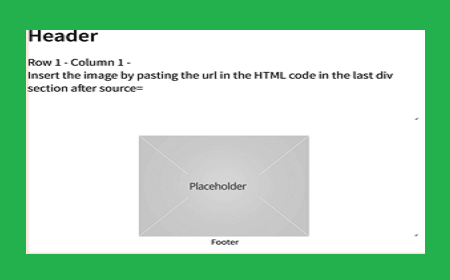 Header
Row 1 - Column 1 -
Insert the image by pasting the url in the HTML code in the last div
section after source=
Placeholder
Footer